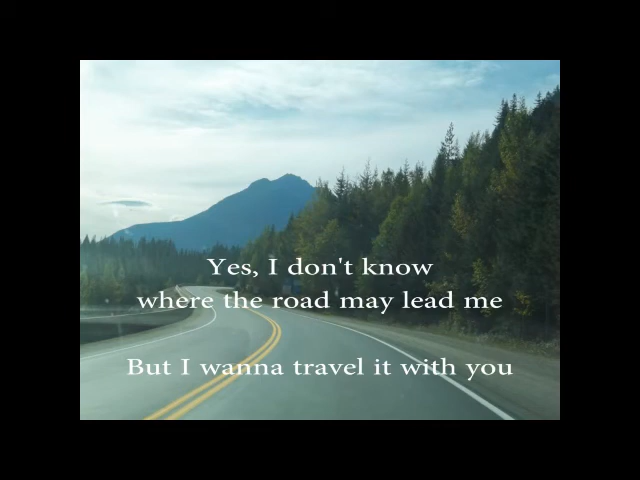 Yes, I don't know
where the road may lead me
But I wanna travel it with you